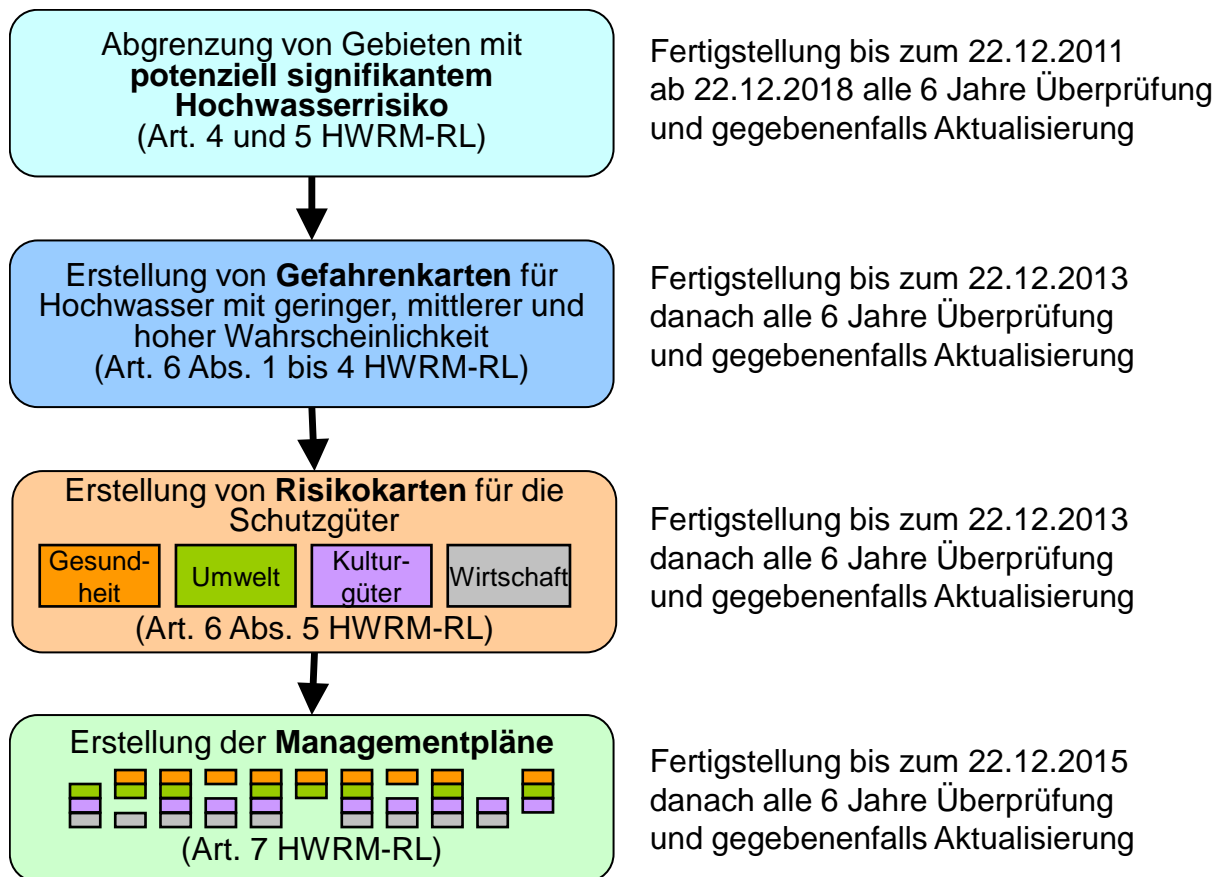 Abgrenzung von Gebieten mit
potenziell signifikantem
Hochwasserrisiko
(Art. 4 und 5 HWRM-RL)
Fertigstellung bis zum 22.12.2011
ab 22.12.2018 alle 6 Jahre Überprüfung
und gegebenenfalls Aktualisierung
Erstellung von Gefahrenkarten für
Hochwasser mit geringer, mittlerer und
hoher Wahrscheinlichkeit
(Art. 6 Abs. 1 bis 4 HWRM-RL)
Fertigstellung bis zum 22.12.2013
danach alle 6 Jahre Überprüfung
und gegebenenfalls Aktualisierung
Erstellung von Risikokarten für die
Schutzgüter
Gesund-
heit
Umwelt
Kultur-
güter
Wirtschaft
(Art. 6 Abs. 5 HWRM-RL)
Fertigstellung bis zum 22.12.2013
danach alle 6 Jahre Überprüfung
und gegebenenfalls Aktualisierung
Erstellung der Managementpläne
(Art. 7 HWRM-RL)
Fertigstellung bis zum 22.12.2015
danach alle 6 Jahre Überprüfung
und gegebenenfalls Aktualisierung